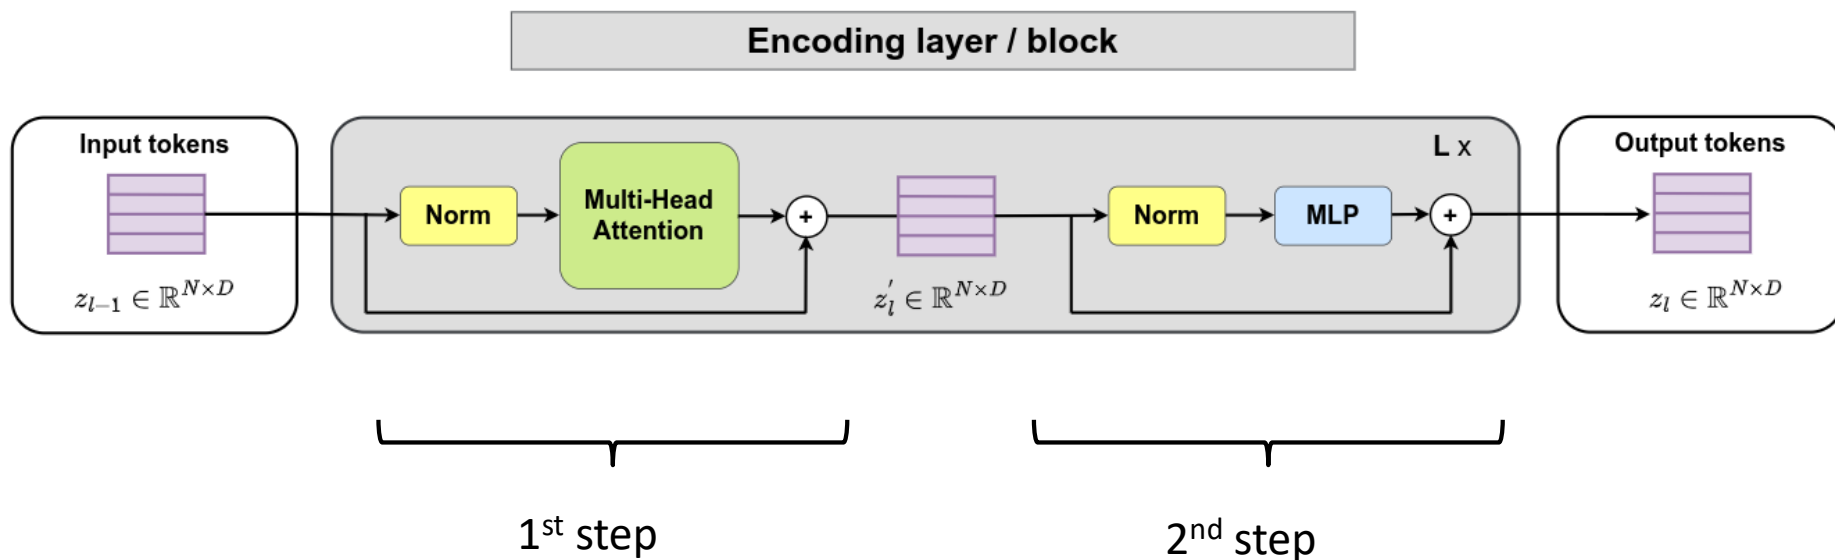 Encoding layer / block
Input tokens
z_{l-1} ∈ ℝ^{N×D}
L x
Norm
Multi-Head
Attention
+
z'_l ∈ ℝ^{N×D}
Norm
MLP
+
Output tokens
z_l ∈ ℝ^{N×D}
1st step
2nd step